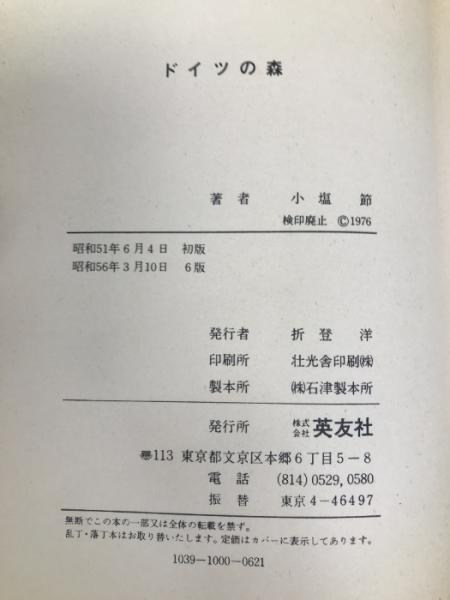 ドイツの森
著者 小塩 節
検印廃止 ©1976
昭和51年6月4日 初版
昭和56年3月10日 6版
発行者 折登 洋
印刷所 壮光舎印刷㈱
製本所 ㈱石津製本所
発行所 株式会社 英友社
〠113 東京都文京区本郷6丁目5-8
電話 (814) 0529, 0580
振替 東京4-46497
無断でこの本の一部又は全体の転載を禁ず。
乱丁・落丁本はお取り替いたします。定価はカバーに表示してあります。
1039-1000-0621